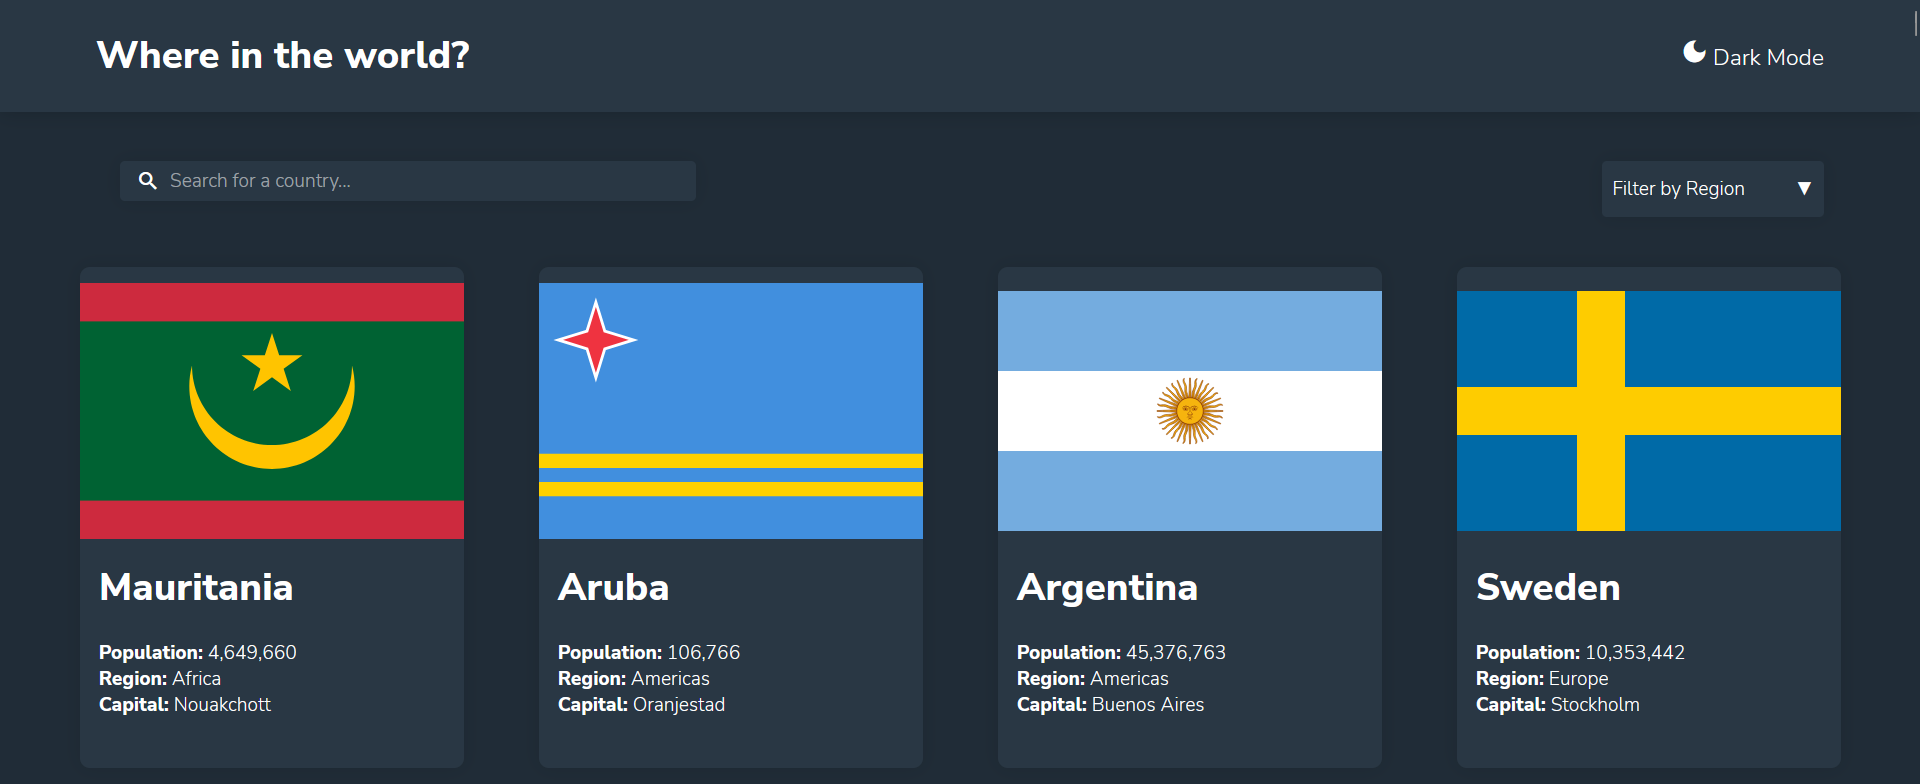 Where in the world?
Dark Mode
Search for a country...
Filter by Region ▼
Mauritania
Population: 4,649,660
Region: Africa
Capital: Nouakchott
Aruba
Population: 106,766
Region: Americas
Capital: Oranjestad
Argentina
Population: 45,376,763
Region: Americas
Capital: Buenos Aires
Sweden
Population: 10,353,442
Region: Europe
Capital: Stockholm